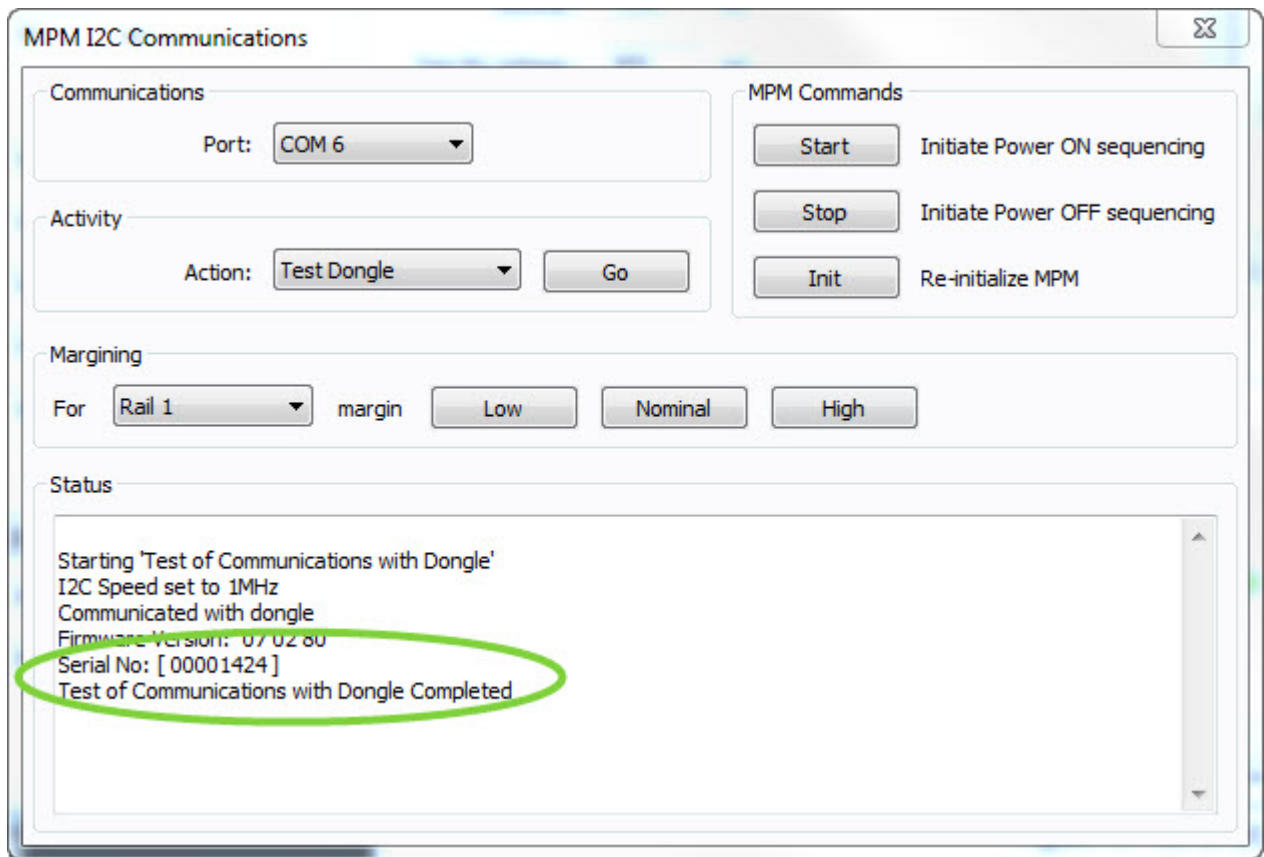 MPM I2C Communications
Communications
Port: COM 6
Activity
Action: Test Dongle Go
MPM Commands
Start Initiate Power ON sequencing
Stop Initiate Power OFF sequencing
Init Re-initialize MPM
Margining
For Rail 1 margin Low Nominal High
Status
Starting 'Test of Communications with Dongle'
I2C Speed set to 1MHz
Communicated with dongle
Firmware Version: 07 02 80
Serial No: [ 00001424 ]
Test of Communications with Dongle Completed